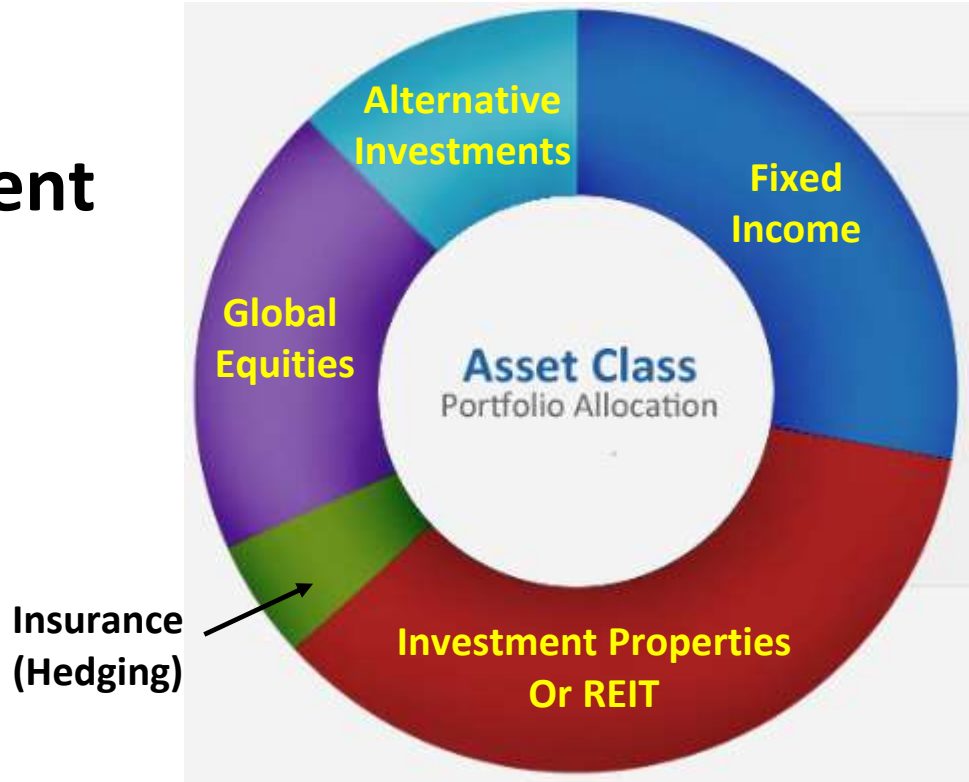 ent
Alternative
Investments
Fixed
Income
Global
Equities
Asset Class
Portfolio Allocation
Insurance
(Hedging)
Investment Properties
Or REIT